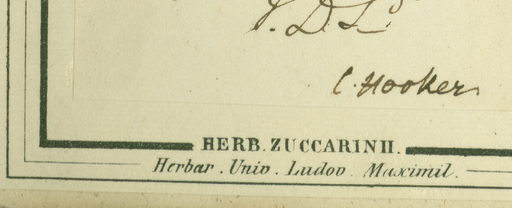 V. D. L.
C. Hooker
HERB. ZUCCARINII.
Herbar. Univ. Ludov. Maximil.